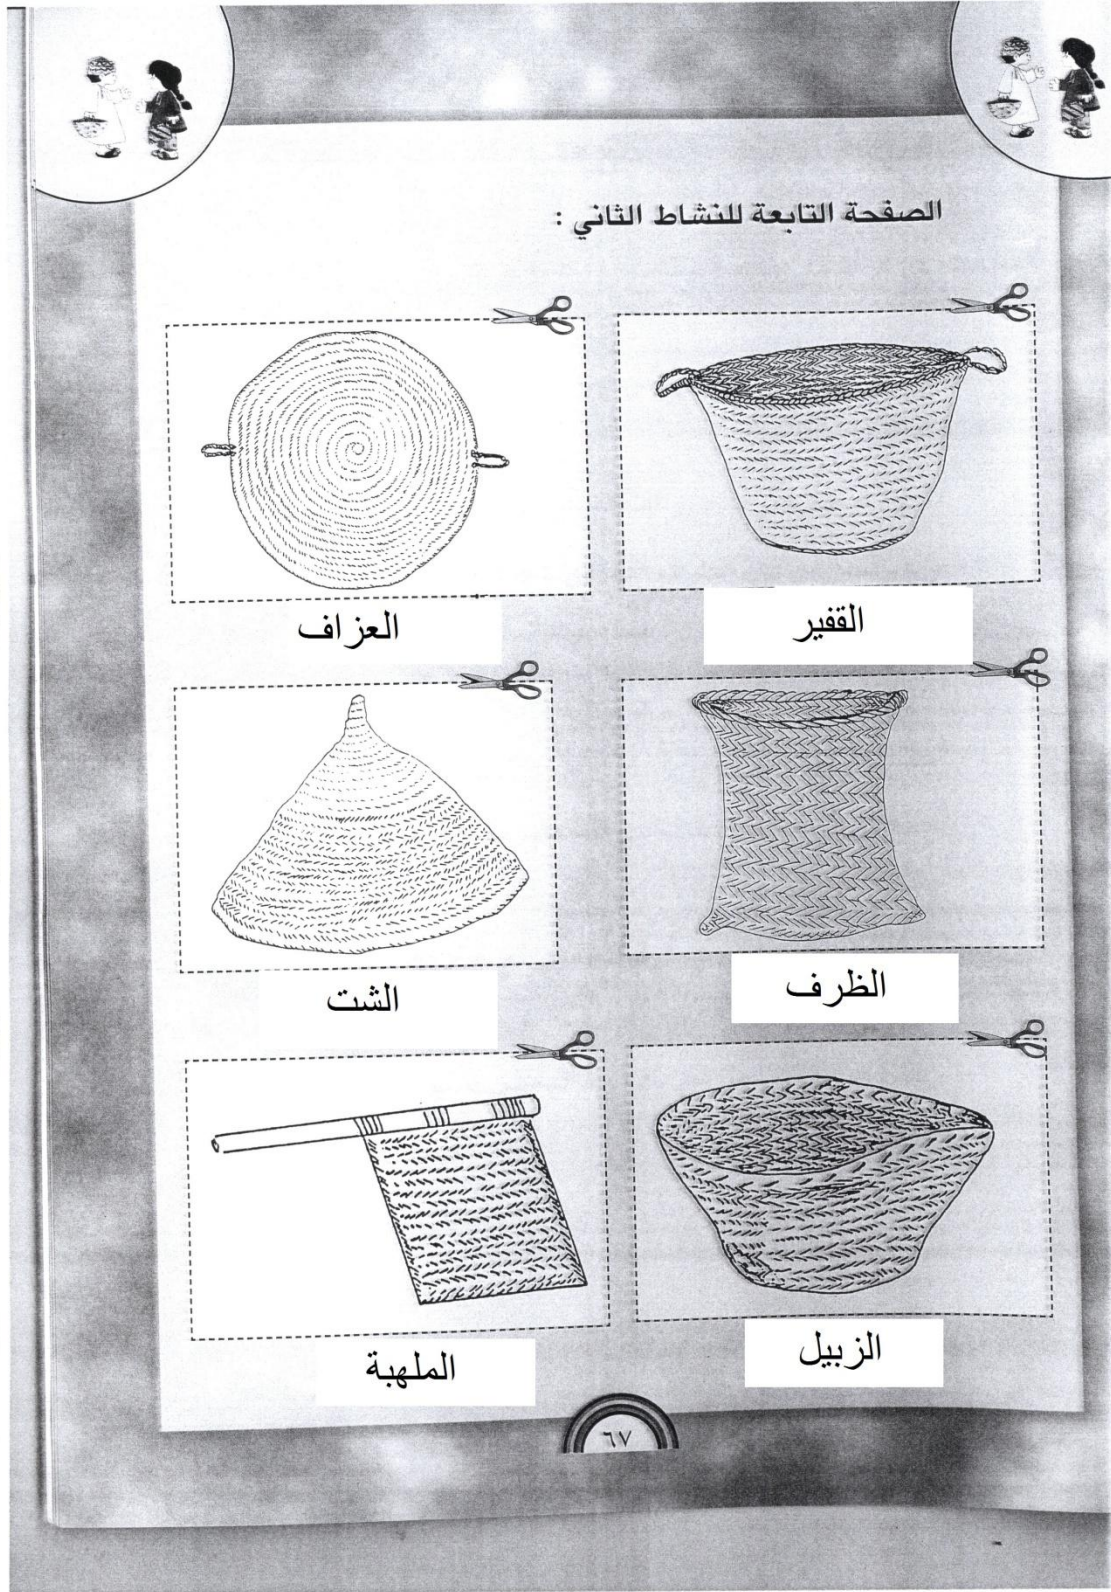 الصفحة التابعة للنشاط الثاني :
القفير
العزاف
الظرف
الشت
الزبيل
الملهبة
٦٧